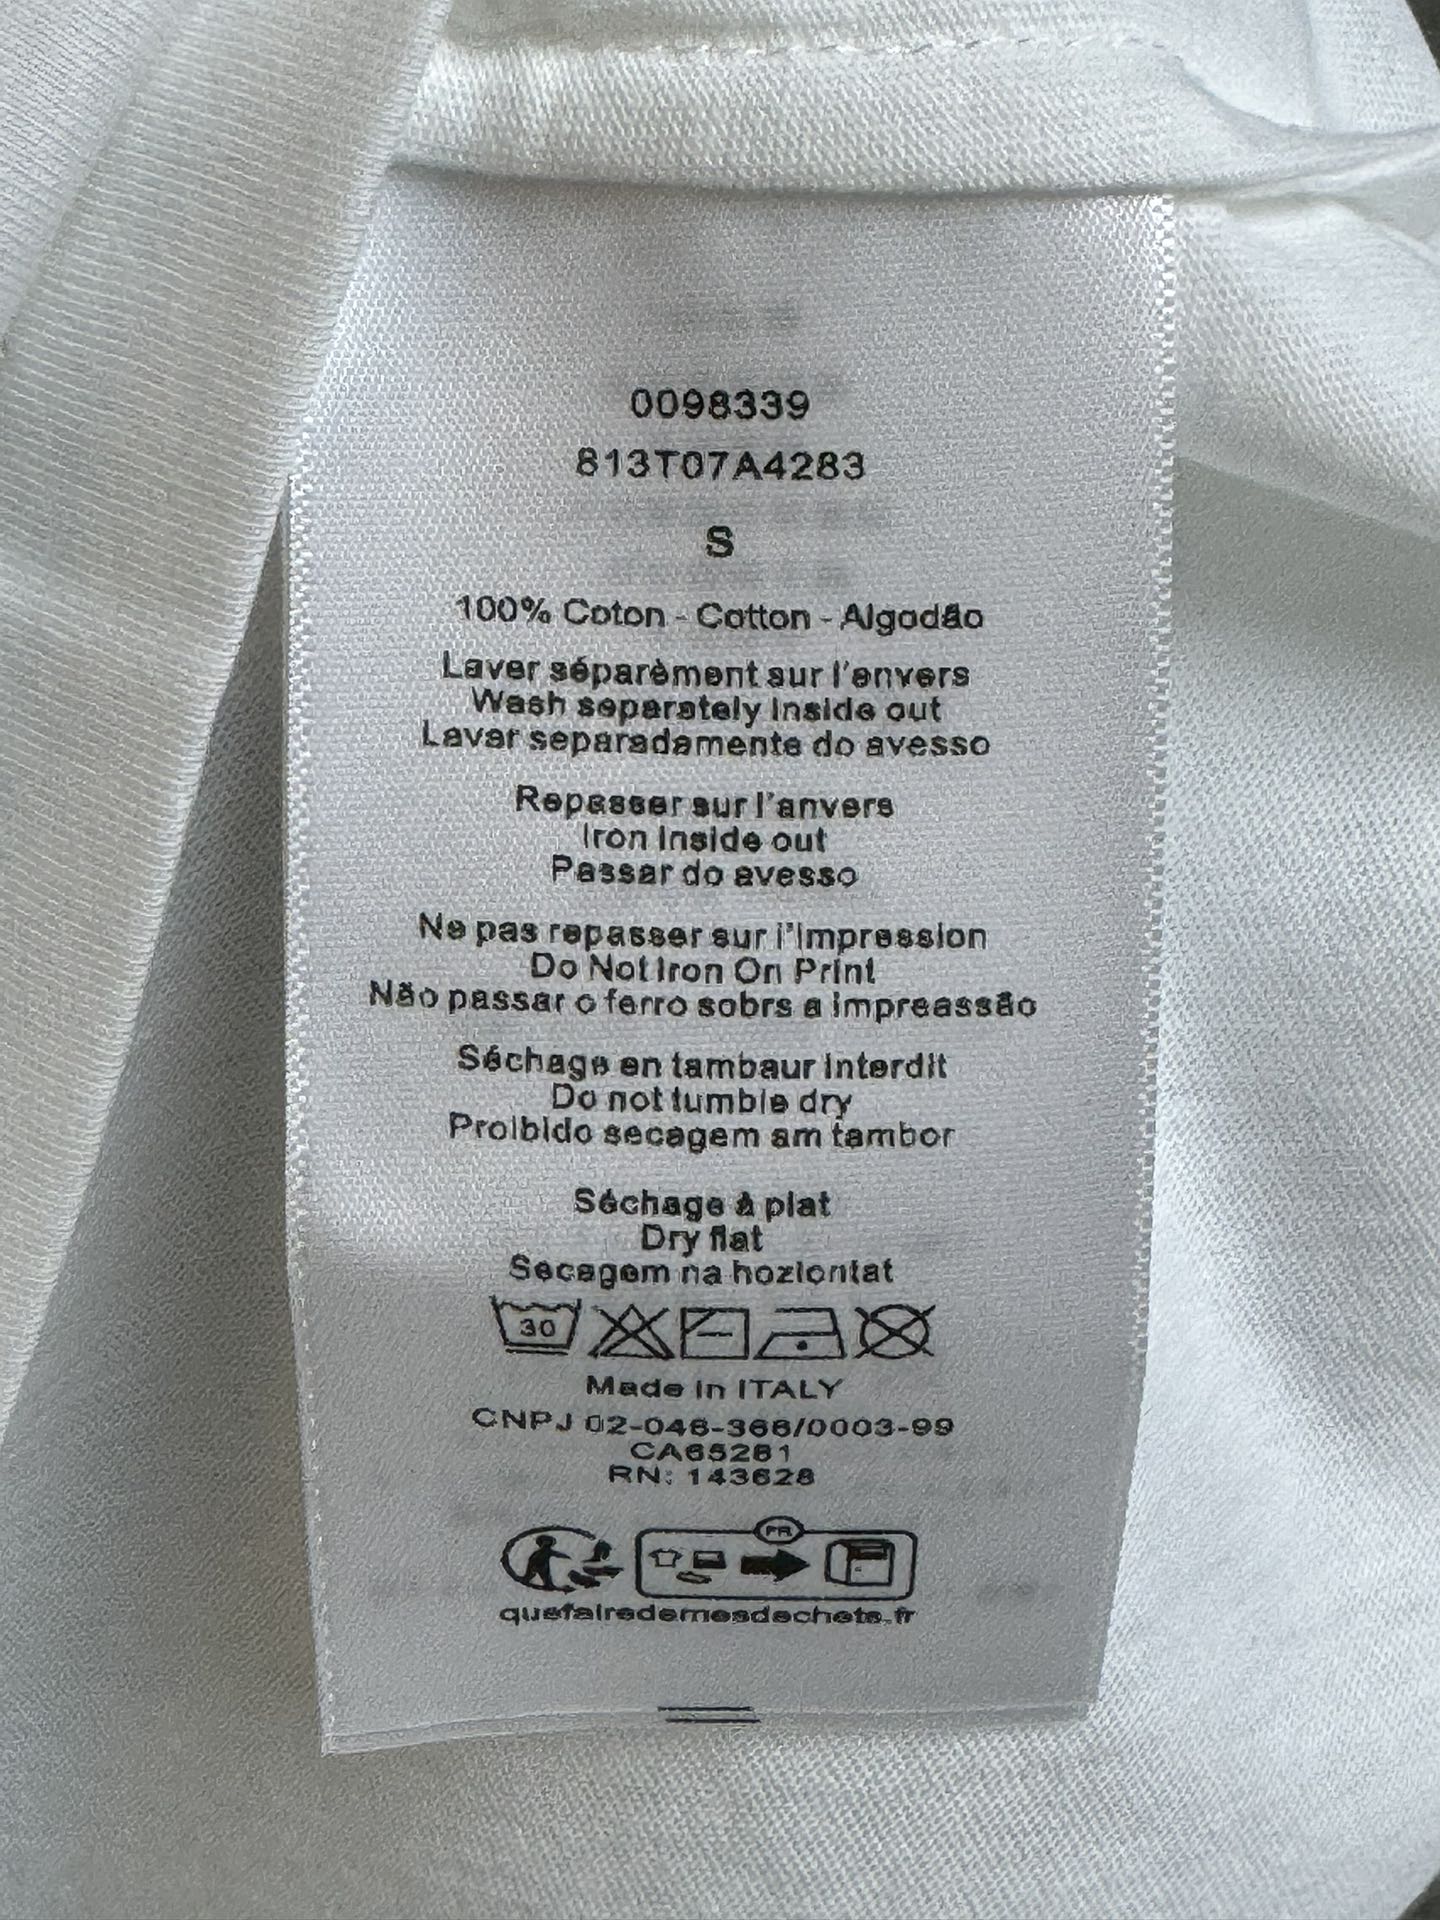 0098339
813T07A4283
S
100% Coton - Cotton - Algodão
Laver séparèment sur l'envers
Wash separately inside out
Lavar separadamente do avesso
Repasser sur l'anvers
Iron inside out
Passar do avesso
Ne pas repasser sur l'impression
Do Not Iron On Print
Não passar o ferro sobrs a impreassão
Séchage en tambaur interdit
Do not tumble dry
Proibido secagem am tambor
Séchage à plat
Dry flat
Secagem na hoziontat
30
Made in ITALY
CNPJ 02-046-366/0003-99
CA65281
RN: 143628
FR
quefairedemesdechets.fr